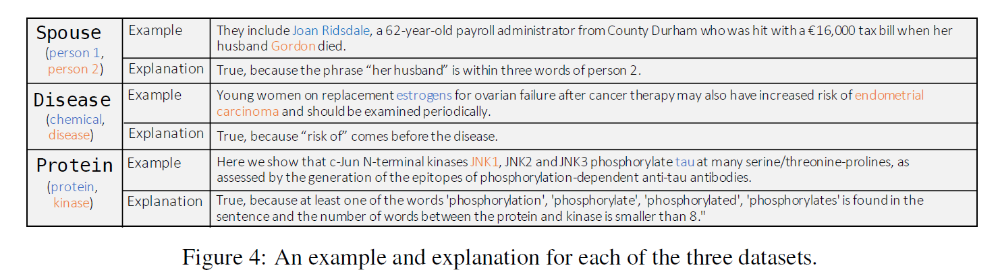 Spouse
(person 1,
person 2)
Example
They include Joan Ridsdale, a 62-year-old payroll administrator from County Durham who was hit with a €16,000 tax bill when her
husband Gordon died.
Explanation
True, because the phrase “her husband” is within three words of person 2.
Disease
(chemical,
disease)
Example
Young women on replacement estrogens for ovarian failure after cancer therapy may also have increased risk of endometrial
carcinoma and should be examined periodically.
Explanation
True, because “risk of” comes before the disease.
Protein
(protein,
kinase)
Example
Here we show that c-Jun N-terminal kinases JNK1, JNK2 and JNK3 phosphorylate tau at many serine/threonine-prolines, as
assessed by the generation of the epitopes of phosphorylation-dependent anti-tau antibodies.
Explanation
True, because at least one of the words 'phosphorylation', 'phosphorylate', 'phosphorylated', 'phosphorylates' is found in the
sentence and the number of words between the protein and kinase is smaller than 8."
Figure 4: An example and explanation for each of the three datasets.